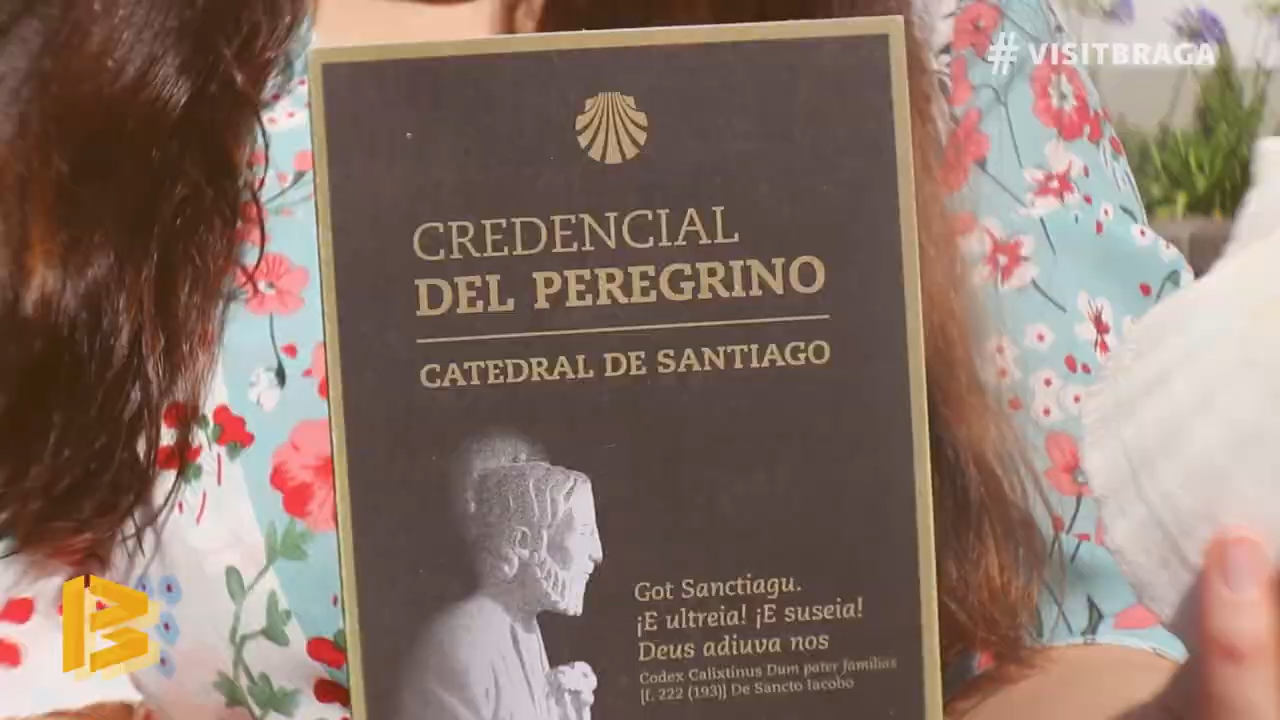 # VISITBRAGA
CREDENCIAL
DEL PEREGRINO
CATEDRAL DE SANTIAGO
Got Sanctiagu.
¡E ultreia! ¡E suseia!
Deus adiuva nos
Codex Calixtinus Dum pater familias
[f. 222 (193)] De Sancto Iacobo
B